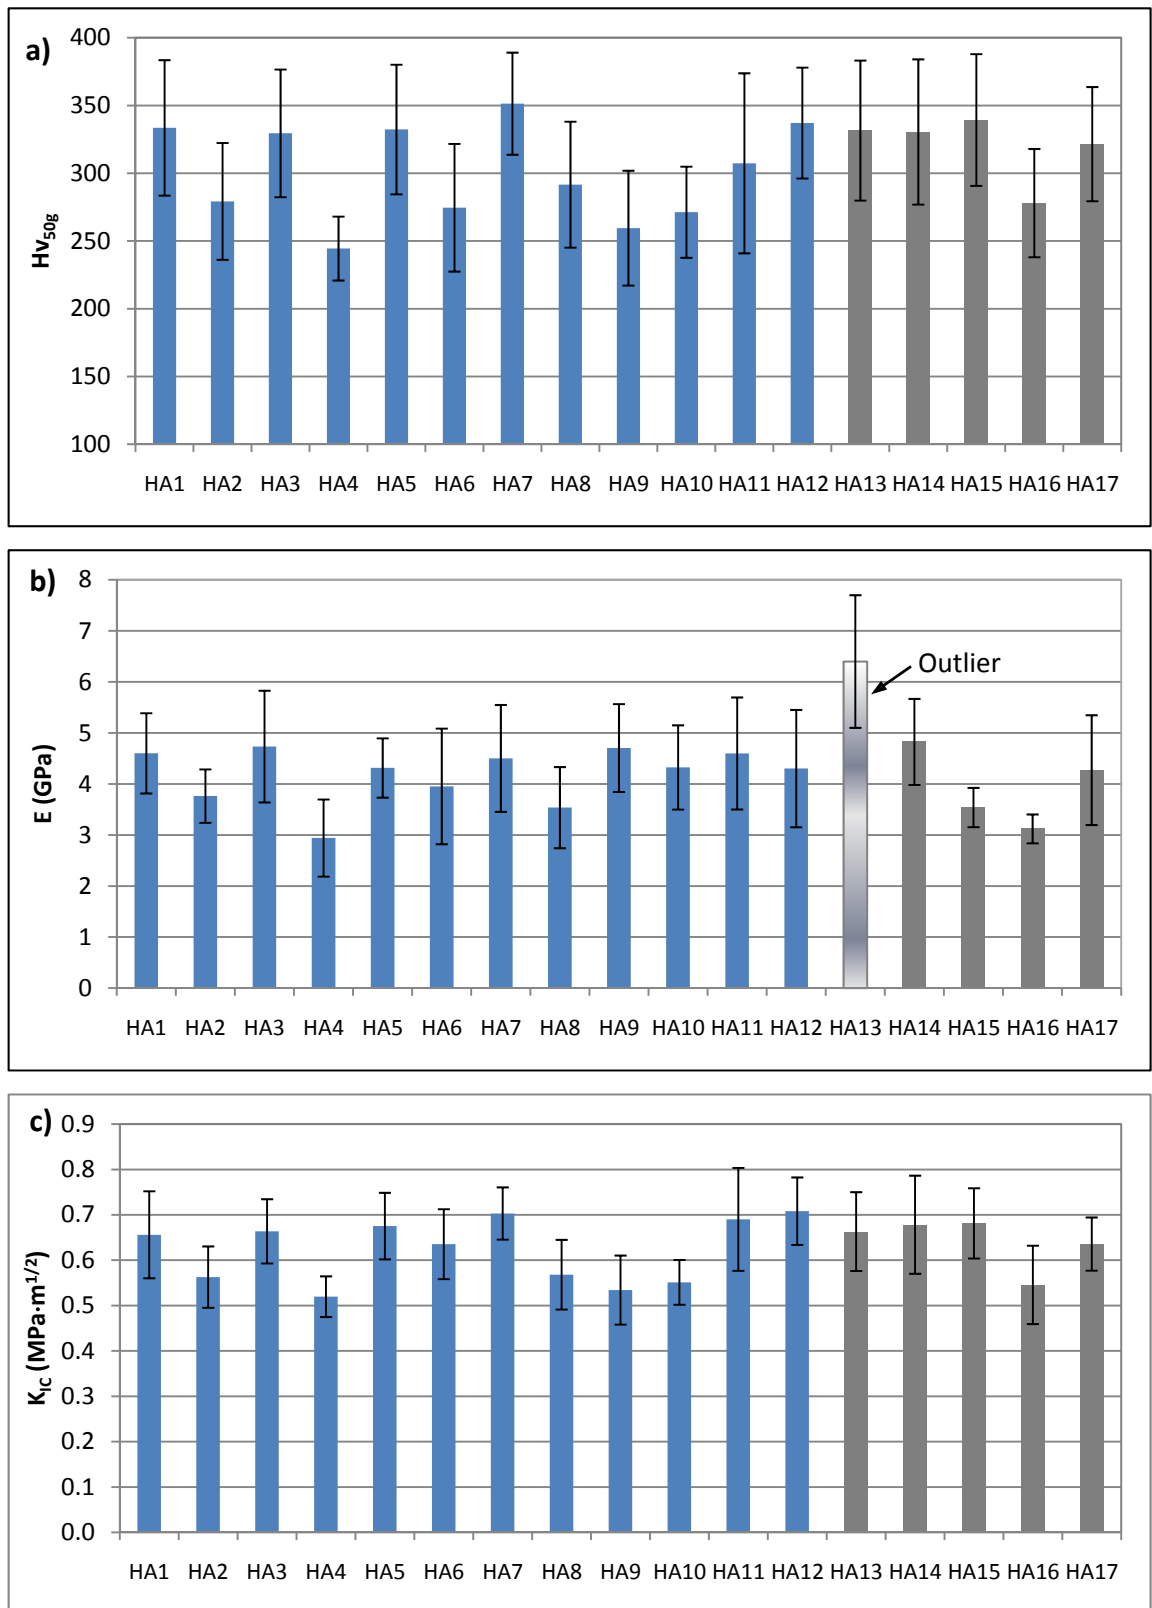 a)
400
350
300
250
200
150
100
Hv50g
HA1 HA2 HA3 HA4 HA5 HA6 HA7 HA8 HA9 HA10 HA11 HA12 HA13 HA14 HA15 HA16 HA17
b)
8
7
6
5
4
3
2
1
0
E (GPa)
Outlier
HA1 HA2 HA3 HA4 HA5 HA6 HA7 HA8 HA9 HA10 HA11 HA12 HA13 HA14 HA15 HA16 HA17
c)
0.9
0.8
0.7
0.6
0.5
0.4
0.3
0.2
0.1
0.0
KIC (MPa·m1/2)
HA1 HA2 HA3 HA4 HA5 HA6 HA7 HA8 HA9 HA10 HA11 HA12 HA13 HA14 HA15 HA16 HA17